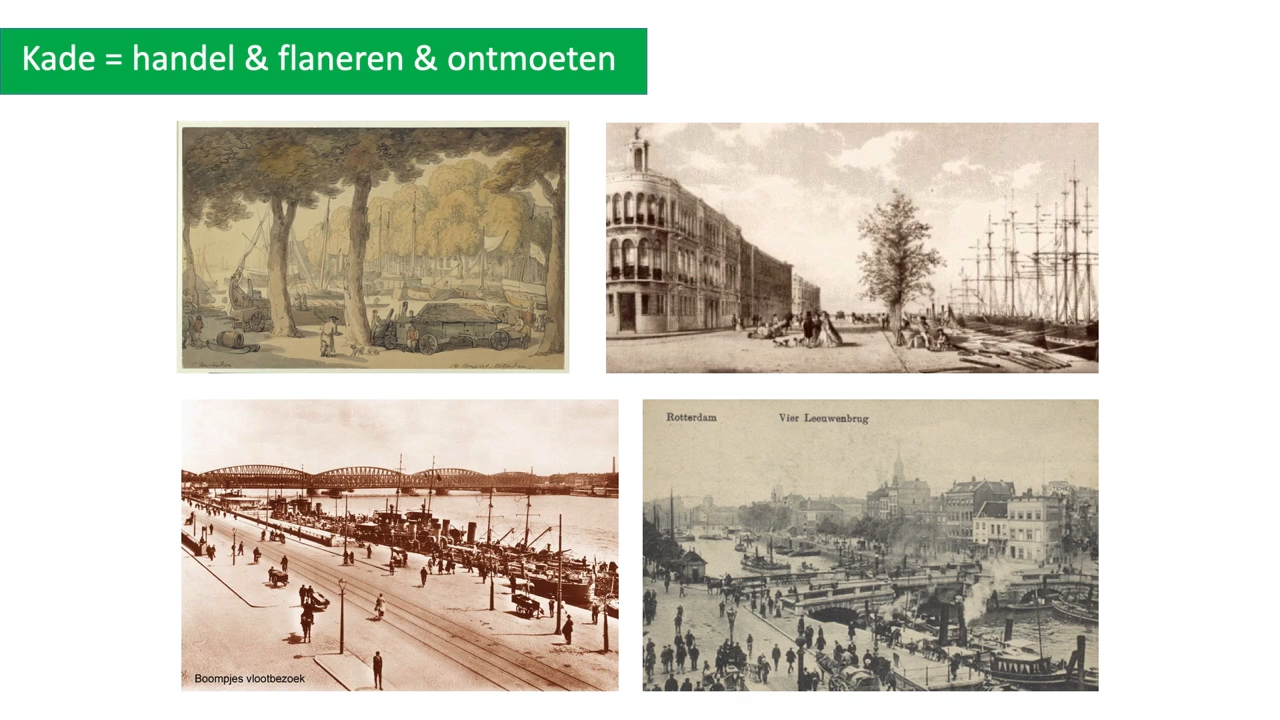 Kade = handel & flaneren & ontmoeten
Rotterdam Vier Leeuwenbrug
Boompjes vlootbezoek